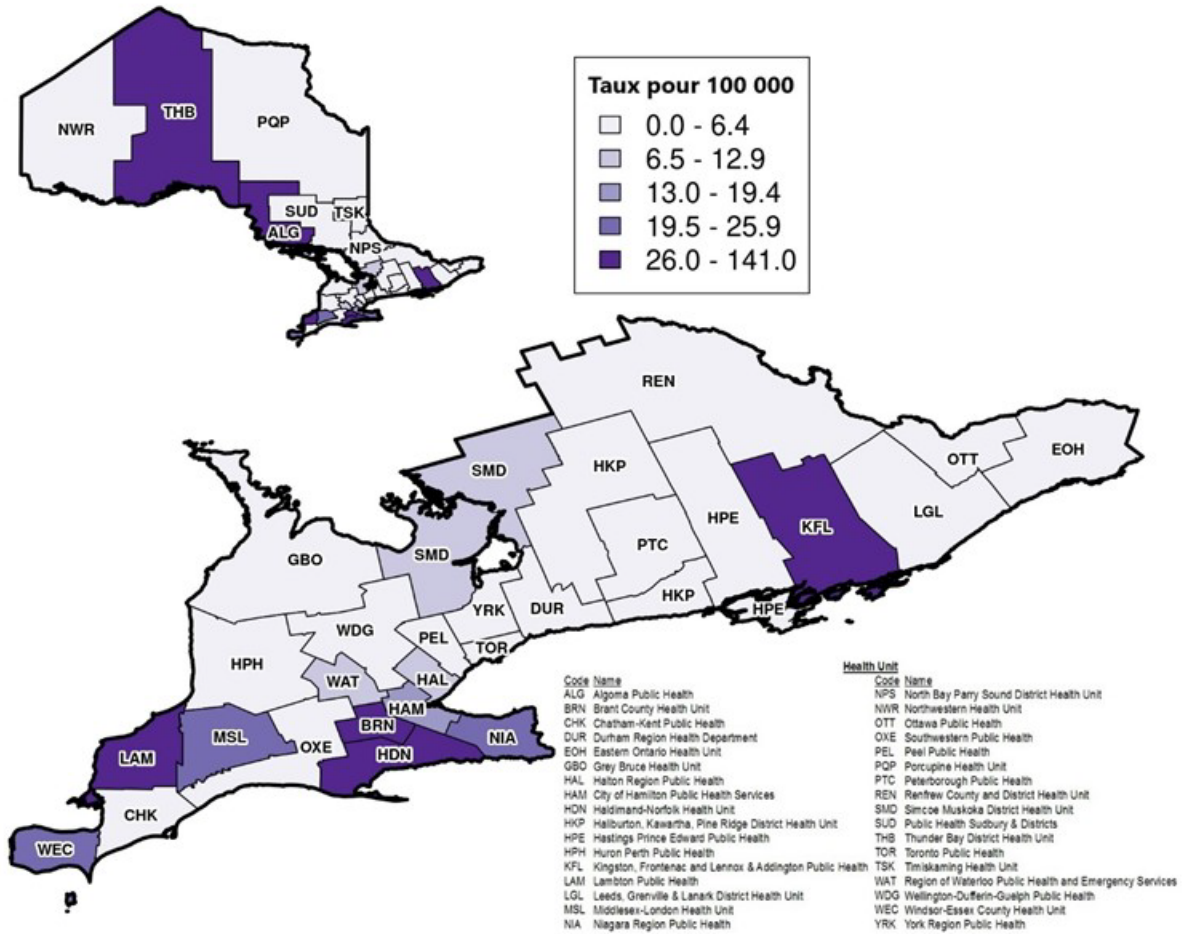 NWR
THB
PQP
SUD
TSK
ALG
NPS
Taux pour 100 000
0.0 - 6.4
6.5 - 12.9
13.0 - 19.4
19.5 - 25.9
26.0 - 141.0
REN
SMD
HKP
OTT
EOH
HPE
KFL
LGL
GBO
SMD
PTC
YRK
DUR
HKP
HPE
WDG
PEL
TOR
HPH
WAT
HAL
HAM
BRN
MSL
OXE
NIA
LAM
HDN
CHK
WEC
Health Unit
Code Name
ALG Algoma Public Health
BRN Brant County Health Unit
CHK Chatham-Kent Public Health
DUR Durham Region Health Department
EOH Eastern Ontario Health Unit
GBO Grey Bruce Health Unit
HAL Halton Region Public Health
HAM City of Hamilton Public Health Services
HDN Haldimand-Norfolk Health Unit
HKP Haliburton, Kawartha, Pine Ridge District Health Unit
HPE Hastings Prince Edward Public Health
HPH Huron Perth Public Health
KFL Kingston, Frontenac and Lennox & Addington Public Health
LAM Lambton Public Health
LGL Leeds, Grenville & Lanark District Health Unit
MSL Middlesex-London Health Unit
NIA Niagara Region Public Health
Code Name
NPS North Bay Parry Sound District Health Unit
NWR Northwestern Health Unit
OTT Ottawa Public Health
OXE Southwestern Public Health
PEL Peel Public Health
PQP Porcupine Health Unit
PTC Peterborough Public Health
REN Renfrew County and District Health Unit
SMD Simcoe Muskoka District Health Unit
SUD Public Health Sudbury & Districts
THB Thunder Bay District Health Unit
TOR Toronto Public Health
TSK Timiskaming Health Unit
WAT Region of Waterloo Public Health and Emergency Services
WDG Wellington-Dufferin-Guelph Public Health
WEC Windsor-Essex County Health Unit
YRK York Region Public Health